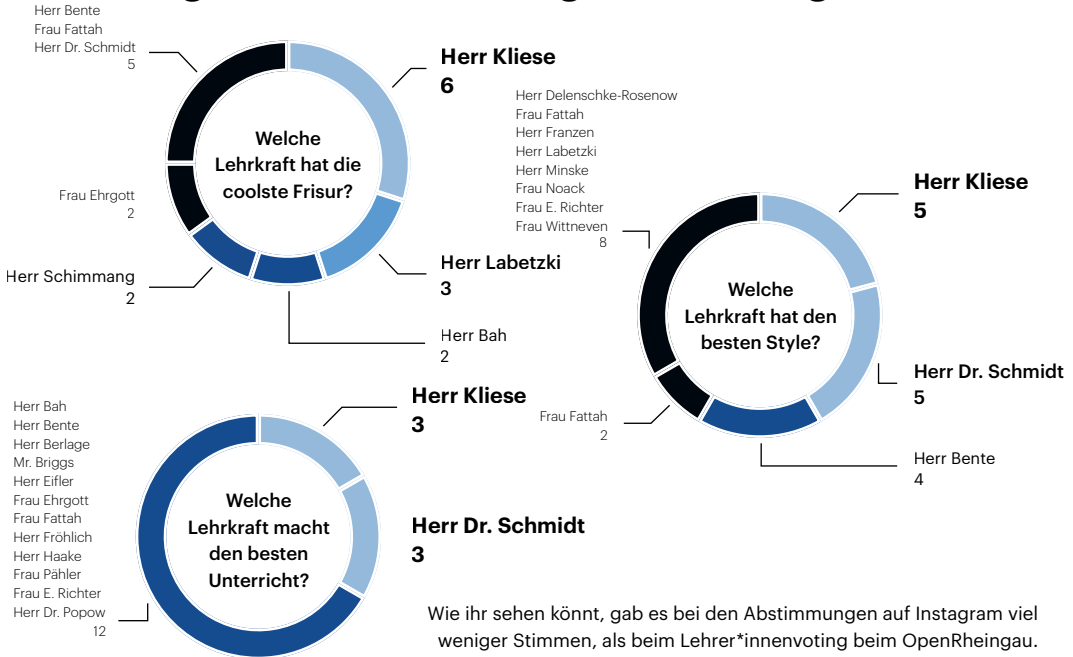 Herr Bente
Frau Fattah
Herr Dr. Schmidt
5
Herr Kliese
6
Welche
Lehrkraft hat die
coolste Frisur?
Frau Ehrgott
2
Herr Schimmang
2
Herr Labetzki
3
Herr Bah
2
Herr Delenschke-Rosenow
Frau Fattah
Herr Franzen
Herr Labetzki
Herr Minske
Frau Noack
Frau E. Richter
Frau Wittneven
8
Herr Kliese
5
Welche
Lehrkraft hat den
besten Style?
Herr Dr. Schmidt
5
Frau Fattah
2
Herr Bente
4
Herr Kliese
3
Herr Bah
Herr Bente
Herr Berlage
Mr. Briggs
Herr Eifler
Frau Ehrgott
Frau Fattah
Herr Fröhlich
Herr Haake
Frau Pähler
Frau E. Richter
Herr Dr. Popow
12
Welche
Lehrkraft macht
den besten
Unterricht?
Herr Dr. Schmidt
3
Wie ihr sehen könnt, gab es bei den Abstimmungen auf Instagram viel
weniger Stimmen, als beim Lehrer*innenvoting beim OpenRheingau.